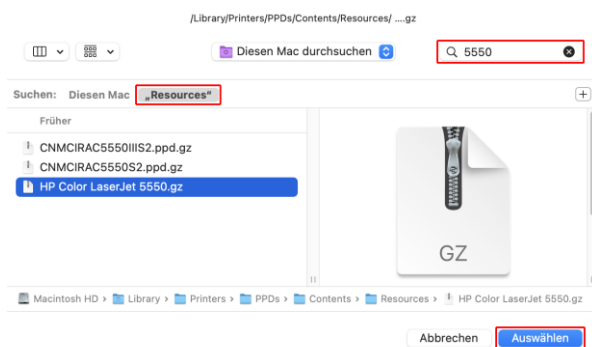 /Library/Printers/PPDs/Contents/Resources/ ....gz
Diesen Mac durchsuchen
5550
Suchen: Diesen Mac „Resources“
Früher
CNMCIRAC5550IIIS2.ppd.gz
CNMCIRAC5550S2.ppd.gz
HP Color LaserJet 5550.gz
GZ
Macintosh HD › Library › Printers › PPDs › Contents › Resources › HP Color LaserJet 5550.gz
Abbrechen Auswählen